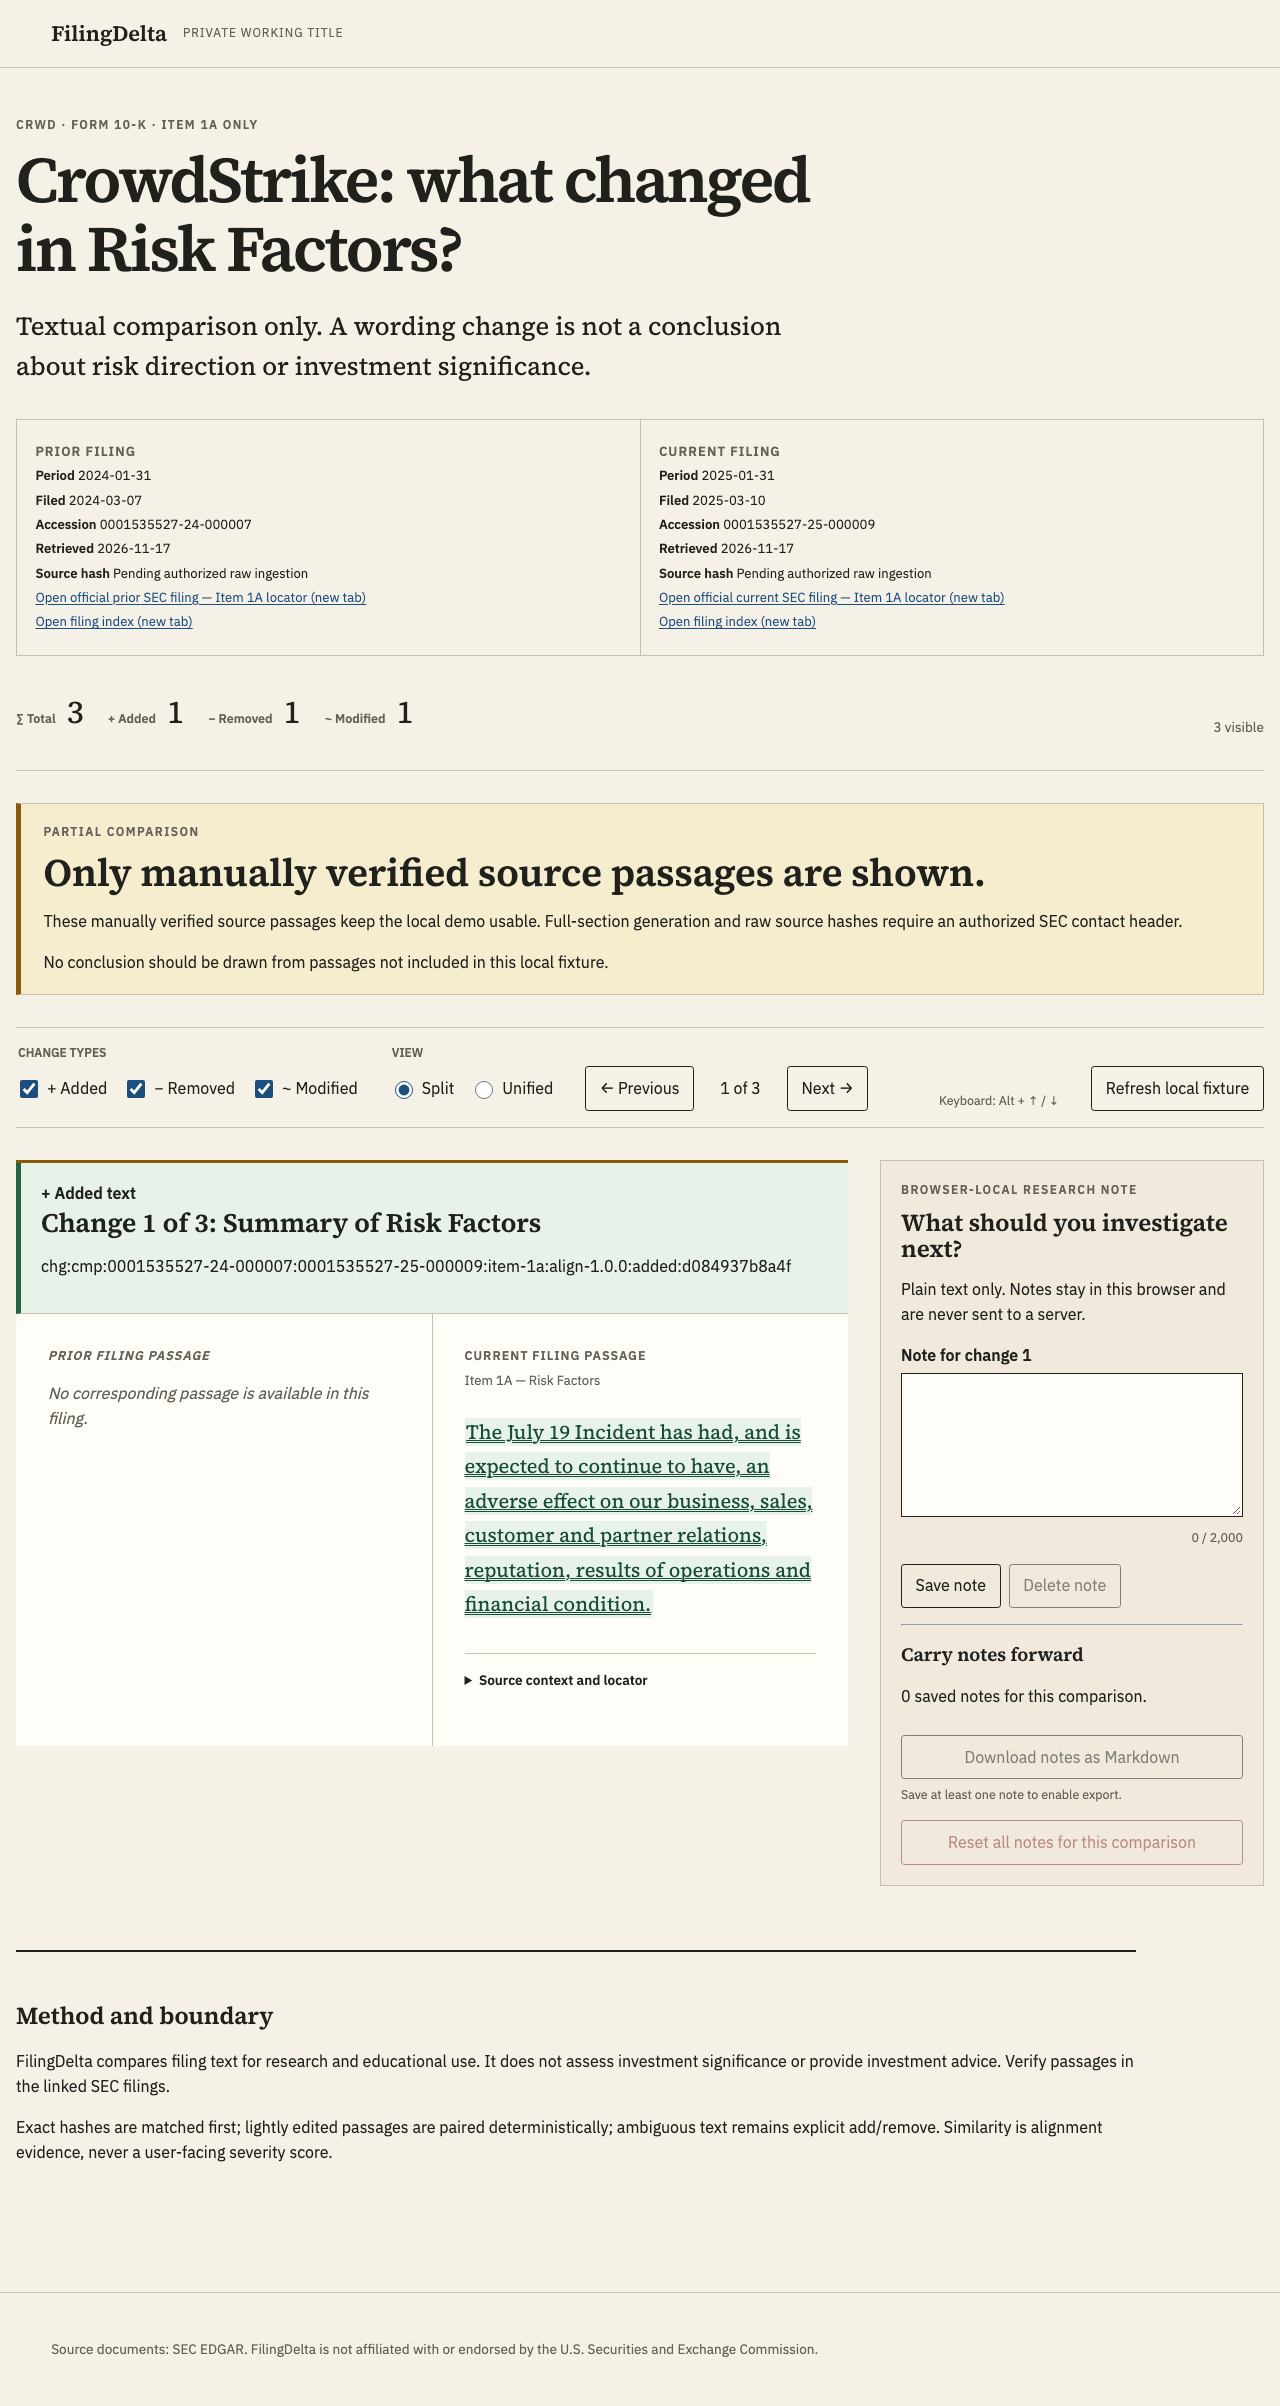 FilingDelta PRIVATE WORKING TITLE
CRWD · FORM 10-K · ITEM 1A ONLY
CrowdStrike: what changed
in Risk Factors?
Textual comparison only. A wording change is not a conclusion
about risk direction or investment significance.
PRIOR FILING
Period 2024-01-31
Filed 2024-03-07
Accession 0001535527-24-000007
Retrieved 2026-11-17
Source hash Pending authorized raw ingestion
Open official prior SEC filing — Item 1A locator (new tab)
Open filing index (new tab)
CURRENT FILING
Period 2025-01-31
Filed 2025-03-10
Accession 0001535527-25-000009
Retrieved 2026-11-17
Source hash Pending authorized raw ingestion
Open official current SEC filing — Item 1A locator (new tab)
Open filing index (new tab)
∑ Total 3 + Added 1 − Removed 1 ~ Modified 1
3 visible
PARTIAL COMPARISON
Only manually verified source passages are shown.
These manually verified source passages keep the local demo usable. Full-section generation and raw source hashes require an authorized SEC contact header.
No conclusion should be drawn from passages not included in this local fixture.
CHANGE TYPES
+ Added − Removed ~ Modified
VIEW
Split Unified
← Previous 1 of 3 Next →
Keyboard: Alt + ↑ / ↓
Refresh local fixture
+ Added text
Change 1 of 3: Summary of Risk Factors
chg:cmp:0001535527-24-000007:0001535527-25-000009:item-1a:align-1.0.0:added:d084937b8a4f
PRIOR FILING PASSAGE
No corresponding passage is available in this
filing.
CURRENT FILING PASSAGE
Item 1A — Risk Factors
The July 19 Incident has had, and is
expected to continue to have, an
adverse effect on our business, sales,
customer and partner relations,
reputation, results of operations and
financial condition.
▶ Source context and locator
BROWSER-LOCAL RESEARCH NOTE
What should you investigate
next?
Plain text only. Notes stay in this browser and
are never sent to a server.
Note for change 1
0 / 2,000
Save note Delete note
Carry notes forward
0 saved notes for this comparison.
Download notes as Markdown
Save at least one note to enable export.
Reset all notes for this comparison
Method and boundary
FilingDelta compares filing text for research and educational use. It does not assess investment significance or provide investment advice. Verify passages in
the linked SEC filings.
Exact hashes are matched first; lightly edited passages are paired deterministically; ambiguous text remains explicit add/remove. Similarity is alignment
evidence, never a user-facing severity score.
Source documents: SEC EDGAR. FilingDelta is not affiliated with or endorsed by the U.S. Securities and Exchange Commission.